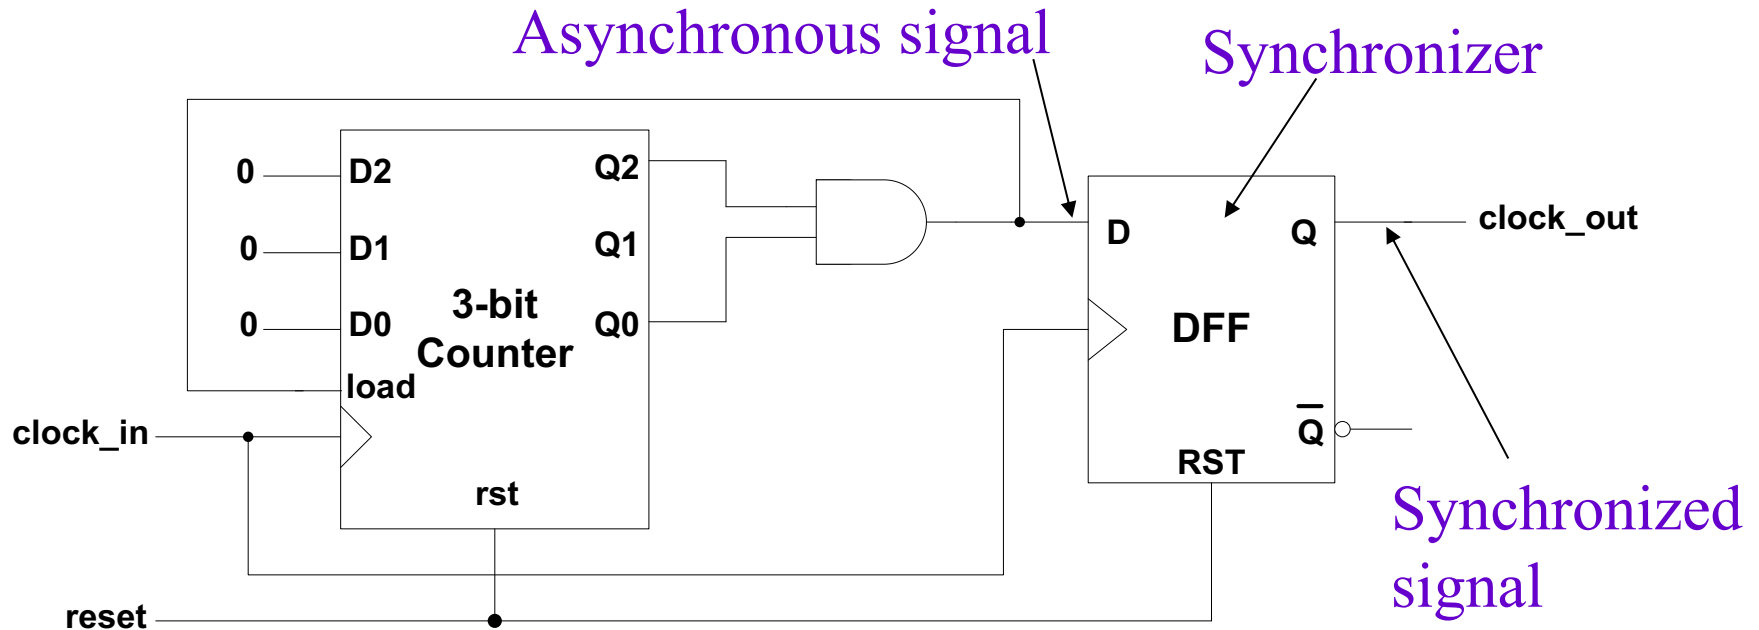 Asynchronous signal
Synchronizer
0
D2
Q2
0
D1
Q1
0
D0
Q0
3-bit
Counter
load
clock_in
rst
reset
D
Q
clock_out
DFF
Q̅
RST
Synchronized
signal